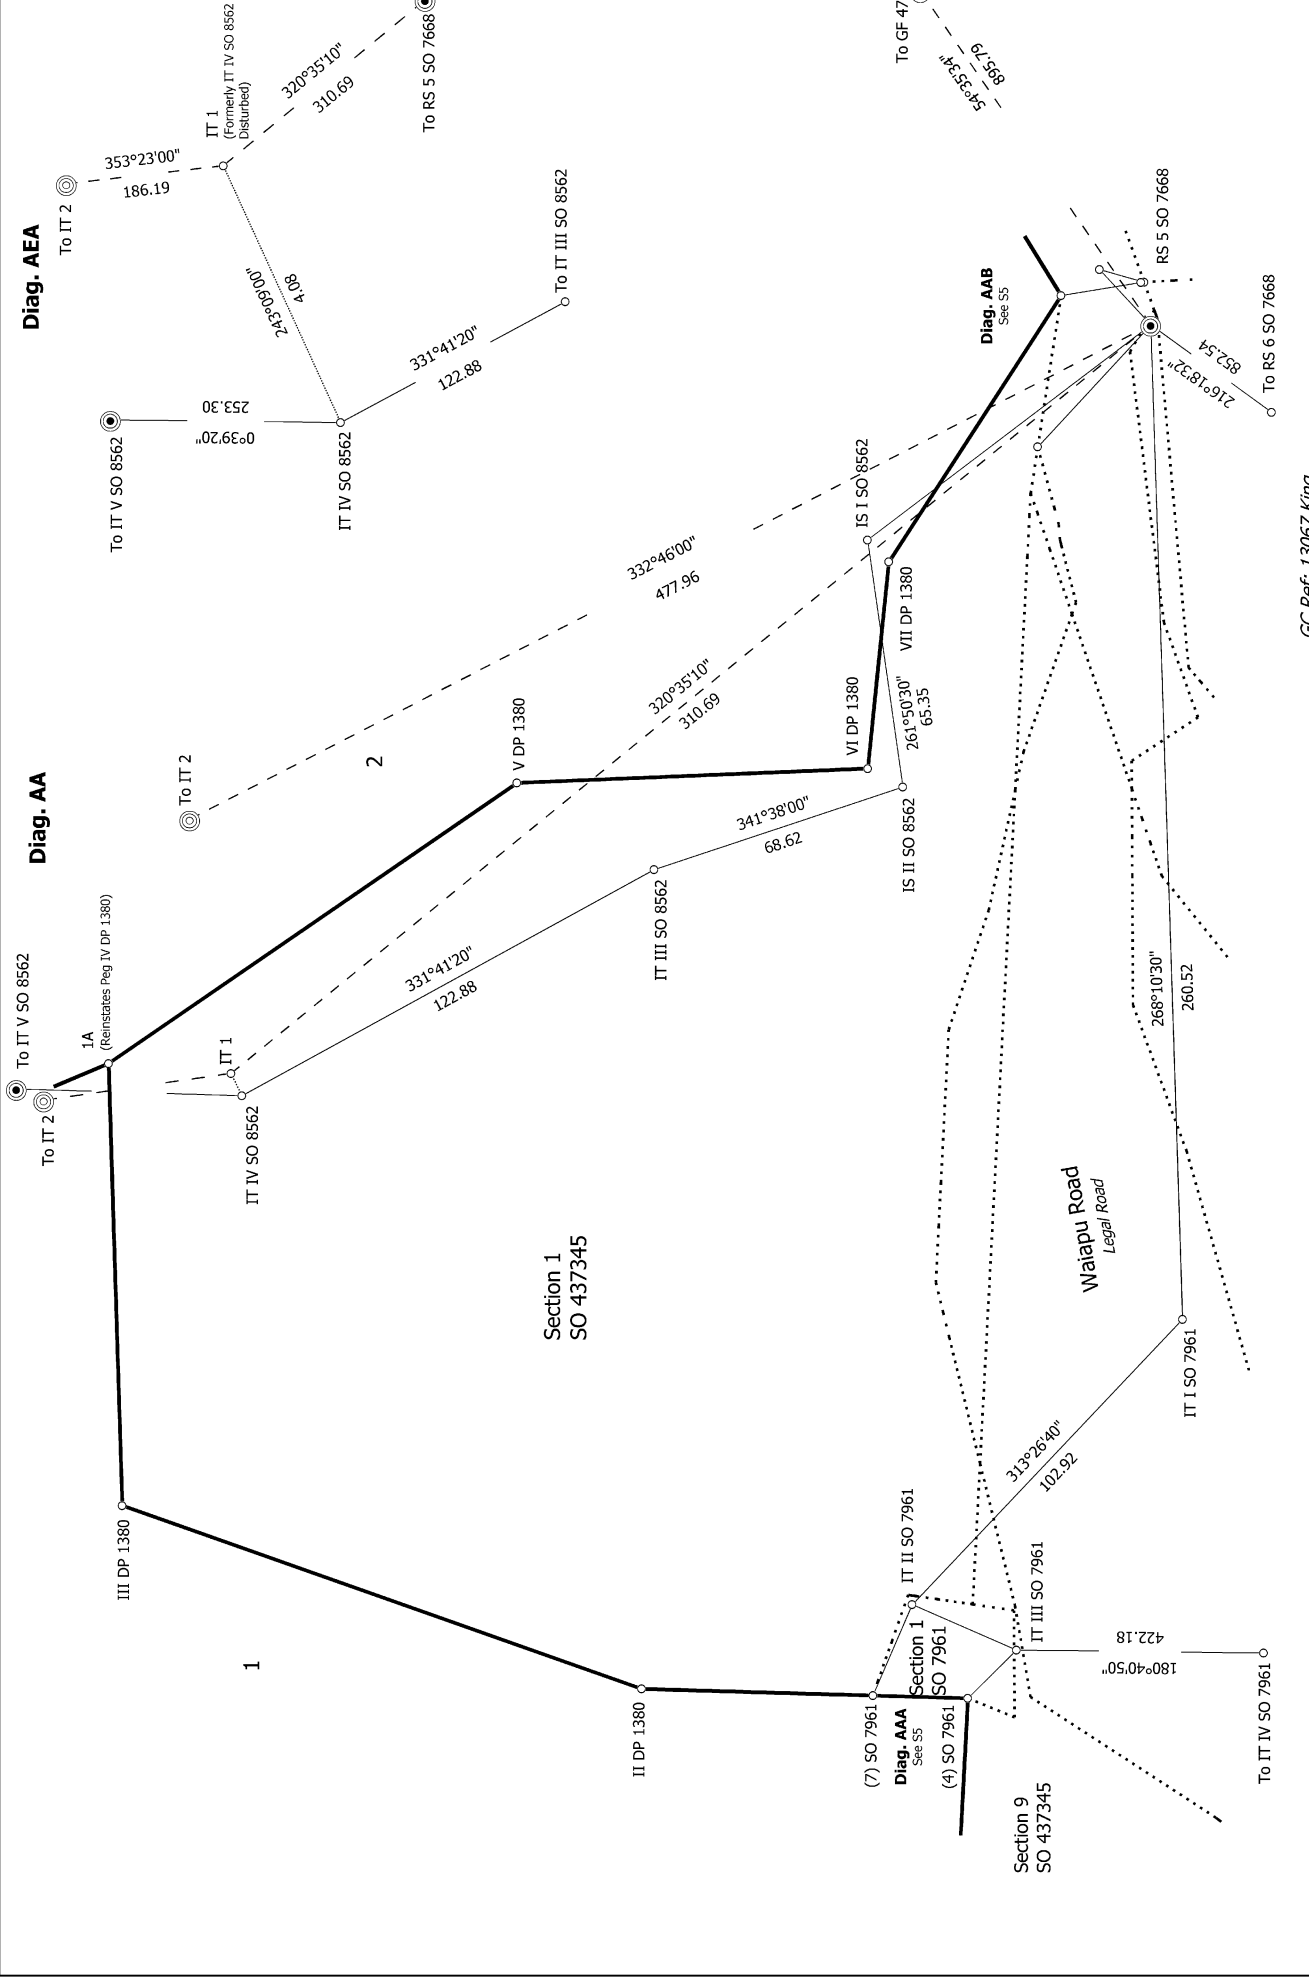 Diag. AEA
To IT 2
353°23'00"
186.19
IT 1
(Formerly IT IV SO 8562
Disturbed)
320°35'10"
310.69
To RS 5 SO 7668
243°09'00"
4.08
To IT V SO 8562
253.30
0°39'20"
IT IV SO 8562
331°41'20"
122.88
To IT III SO 8562
To GF 47
54°35'34"
895.79
Diag. AA
To IT V SO 8562
To IT 2
1A
(Reinstates Peg IV DP 1380)
To IT 2
2
332°46'00"
477.96
320°35'10"
310.69
V DP 1380
IT 1
IT IV SO 8562
331°41'20"
122.88
IT III SO 8562
341°38'00"
68.62
IS II SO 8562
261°50'30"
65.35
VI DP 1380
VII DP 1380
IS I SO 8562
Diag. AAB
See S5
RS 5 SO 7668
852.54
216°18'32"
To RS 6 SO 7668
268°10'30"
260.52
Section 1
SO 437345
Waiapu Road
Legal Road
IT I SO 7961
313°26'40"
102.92
III DP 1380
1
II DP 1380
IT II SO 7961
Section 1
SO 7961
IT III SO 7961
(7) SO 7961
Diag. AAA
See S5
(4) SO 7961
422.18
180°40'50"
To IT IV SO 7961
Section 9
SO 437345
GC Ref: 13067 King